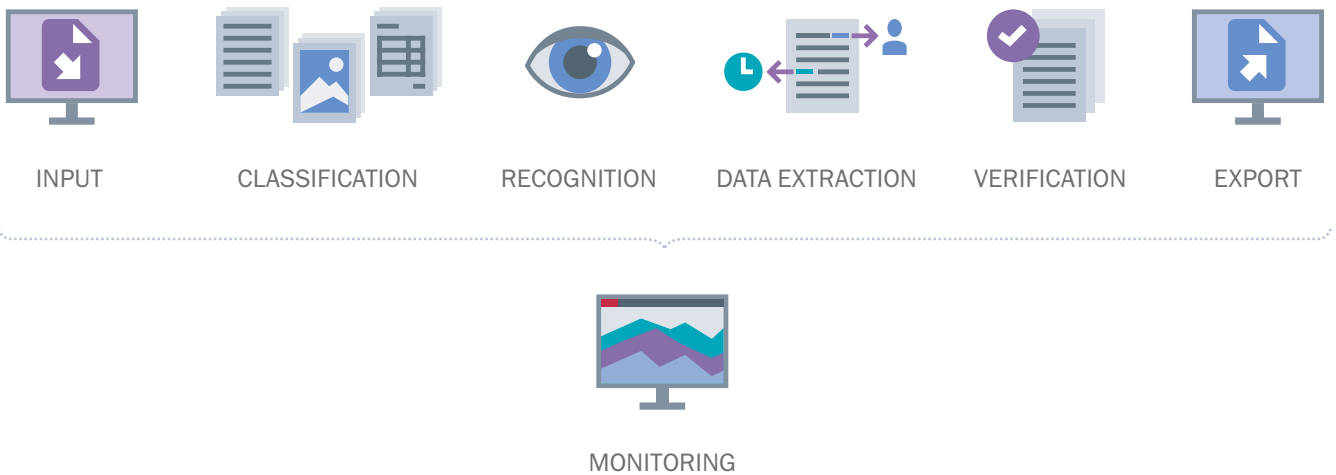 INPUT
CLASSIFICATION
RECOGNITION
DATA EXTRACTION
VERIFICATION
EXPORT
MONITORING